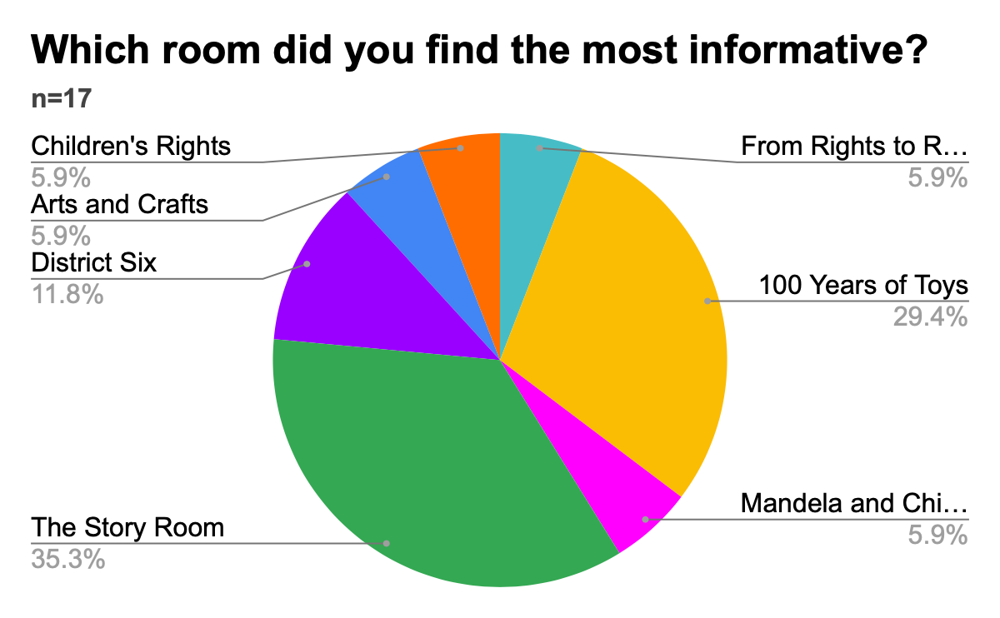 Which room did you find the most informative?
n=17
Children's Rights
5.9%
Arts and Crafts
5.9%
District Six
11.8%
The Story Room
35.3%
From Rights to R…
5.9%
100 Years of Toys
29.4%
Mandela and Chi…
5.9%